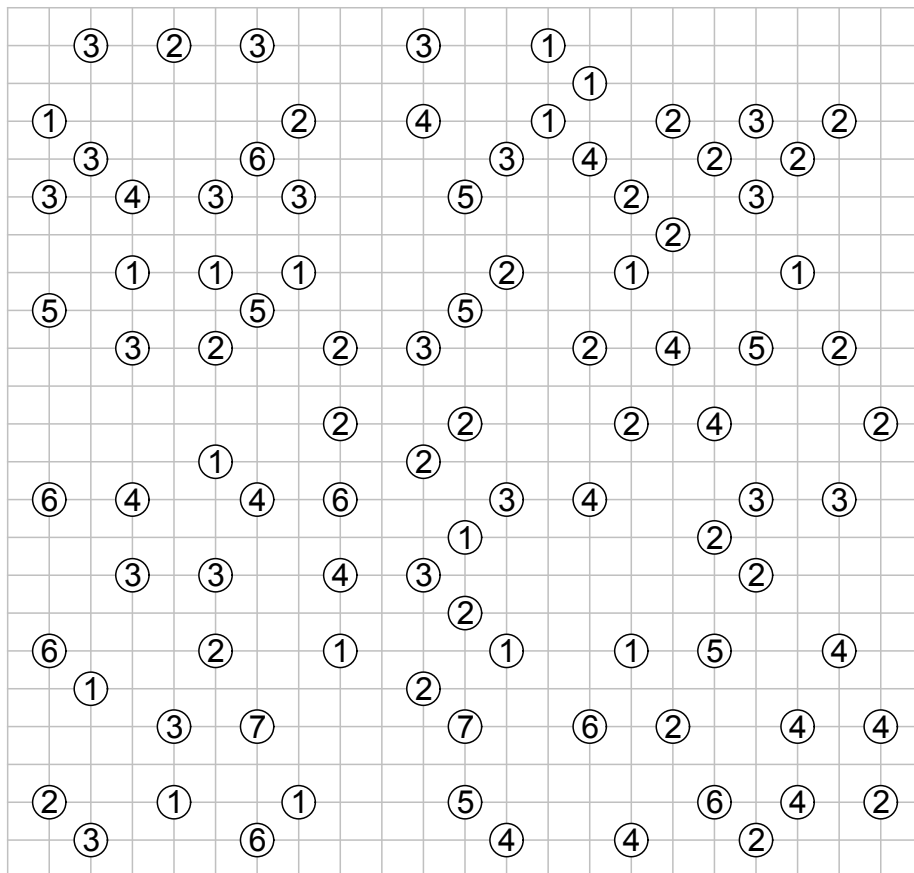 3 2 3 3 1
1
1 2 4 1 2 3 2
3 6 3 4 2 2
3 4 3 3 5 2 3
2
1 1 1 2 1 1
5 5 5
3 2 2 3 2 4 5 2
2 2 2 4 2
1 2
6 4 4 6 3 4 3 3
1 2
3 3 4 3 2
2
6 2 1 1 1 5 4
1 2
3 7 7 6 2 4 4
2 1 1 5 6 4 2
3 6 4 4 2